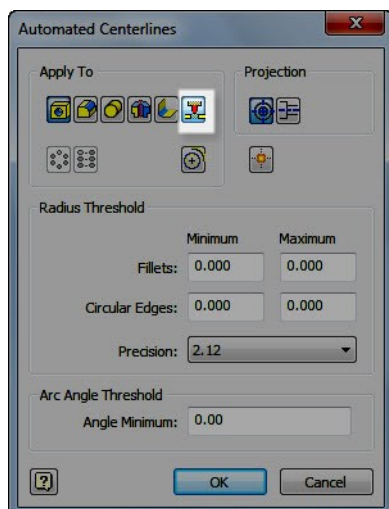 Automated Centerlines
Apply To
Projection
Radius Threshold
Minimum Maximum
Fillets: 0.000 0.000
Circular Edges: 0.000 0.000
Precision: 2.12
Arc Angle Threshold
Angle Minimum: 0.00
OK Cancel